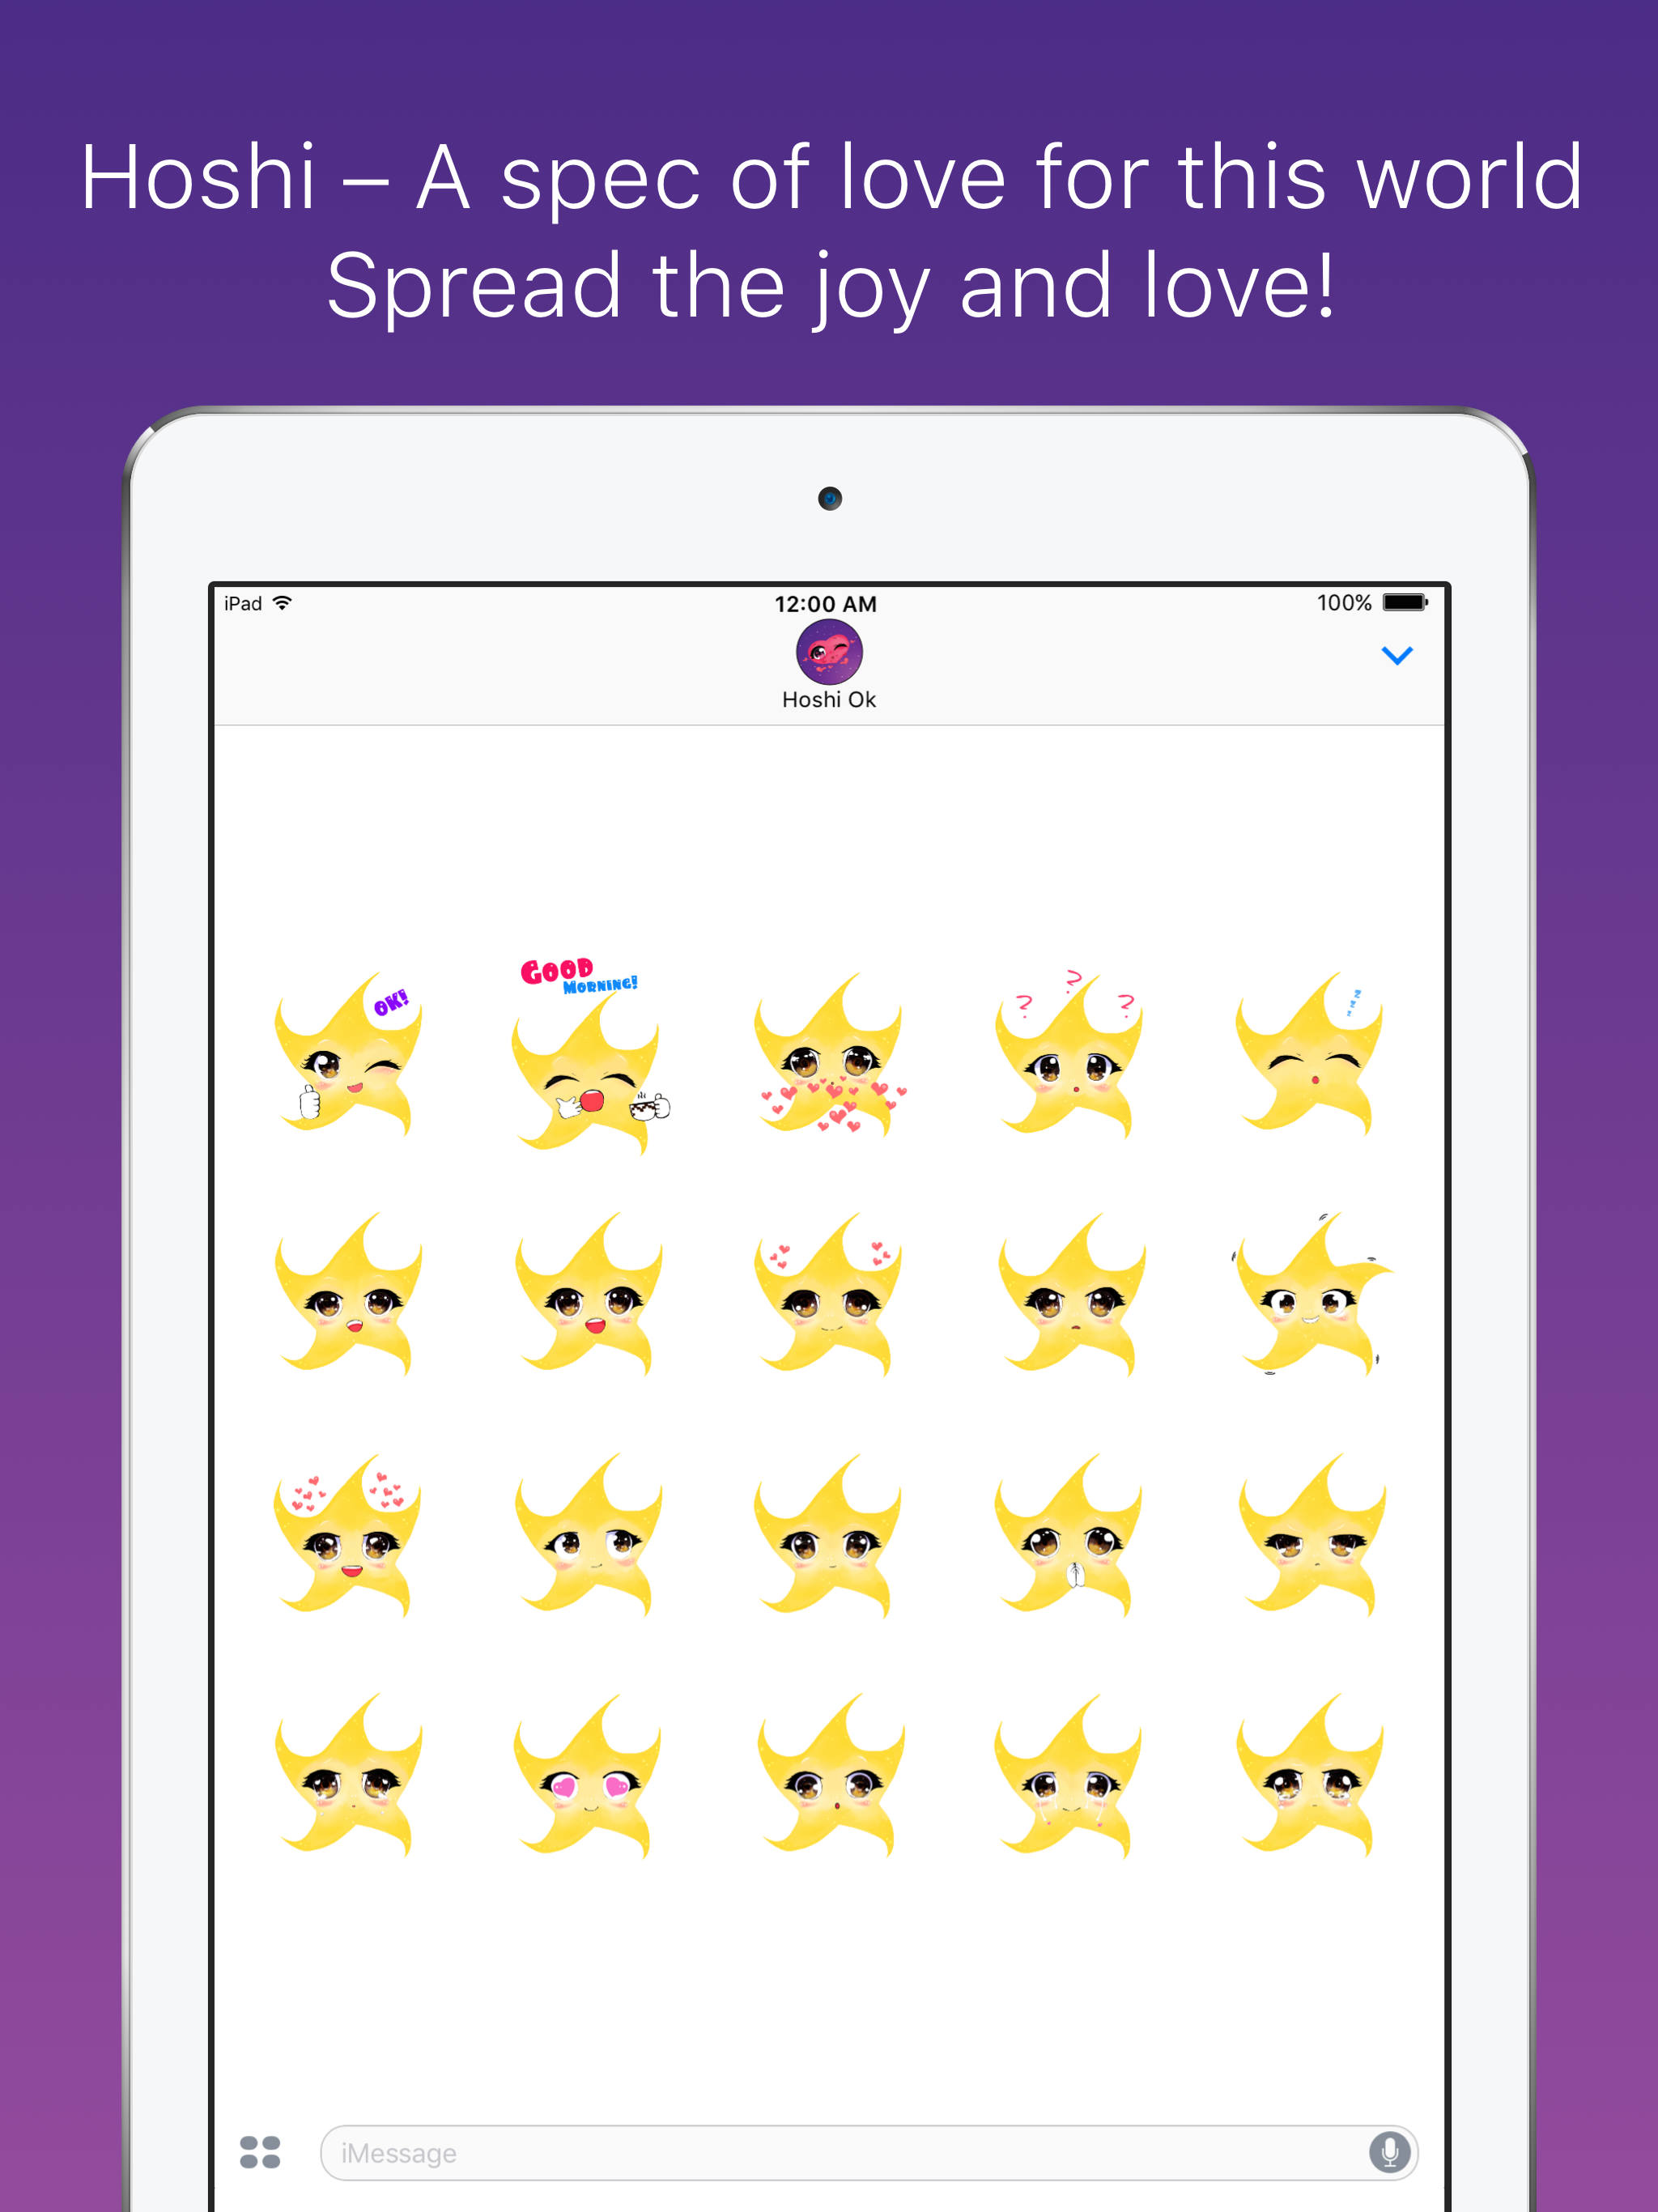 Hoshi – A spec of love for this world
Spread the joy and love!
iPad 12:00 AM 100%
Hoshi Ok
OK!
GOOD
MORNING!
? ? ?
iMessage